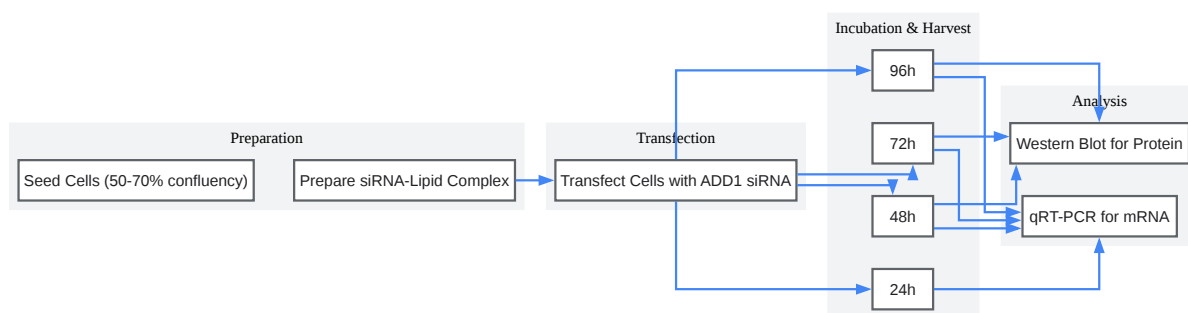 Preparation
Seed Cells (50-70% confluency)
Prepare siRNA-Lipid Complex
Transfection
Transfect Cells with ADD1 siRNA
Incubation & Harvest
96h
72h
48h
24h
Analysis
Western Blot for Protein
qRT-PCR for mRNA